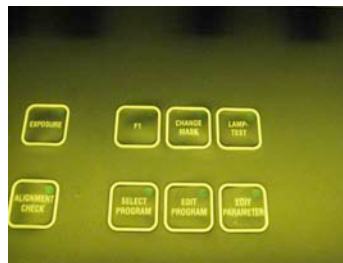 EXPOSURE
F1
CHANGE
MASK
LAMP-
TEST
ALIGNMENT
CHECK
SELECT
PROGRAM
EDIT
PROGRAM
EDIT
PARAMETER